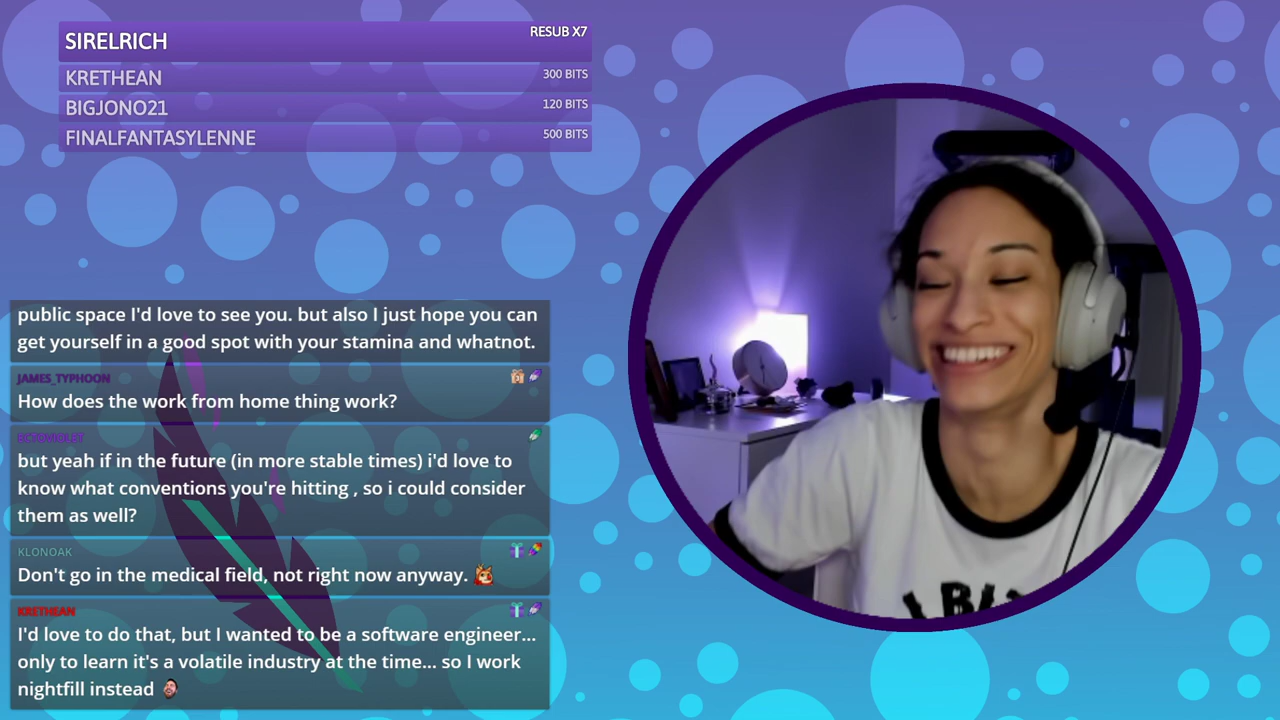 SIRELRICH RESUB X7
KRETHEAN 300 BITS
BIGJONO21 120 BITS
FINALFANTASYLENNE 500 BITS
public space I'd love to see you. but also I just hope you can
get yourself in a good spot with your stamina and whatnot.
JAMES_TYPHOON
How does the work from home thing work?
but yeah if in the future (in more stable times) i'd love to
know what conventions you're hitting , so i could consider
them as well?
KLONOAK
Don't go in the medical field, not right now anyway.
KRETHEAN
I'd love to do that, but I wanted to be a software engineer...
only to learn it's a volatile industry at the time... so I work
nightfill instead